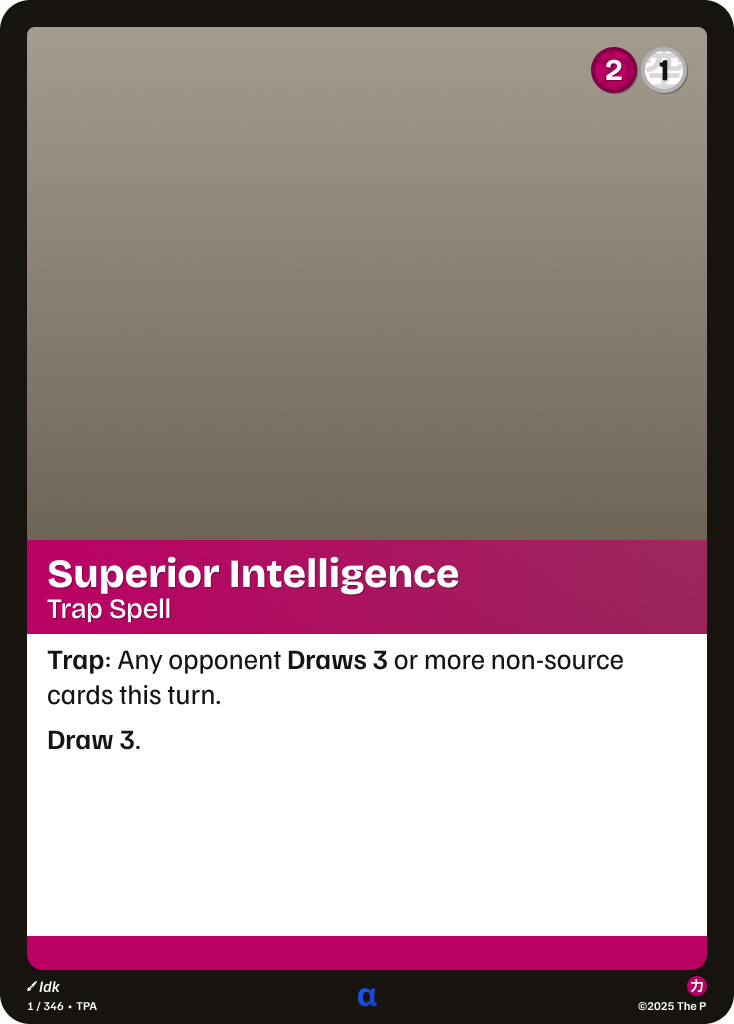 2 1
Superior Intelligence
Trap Spell
Trap: Any opponent Draws 3 or more non-source
cards this turn.
Draw 3.
Idk
1 / 346 • TPA
α
力
©2025 The P